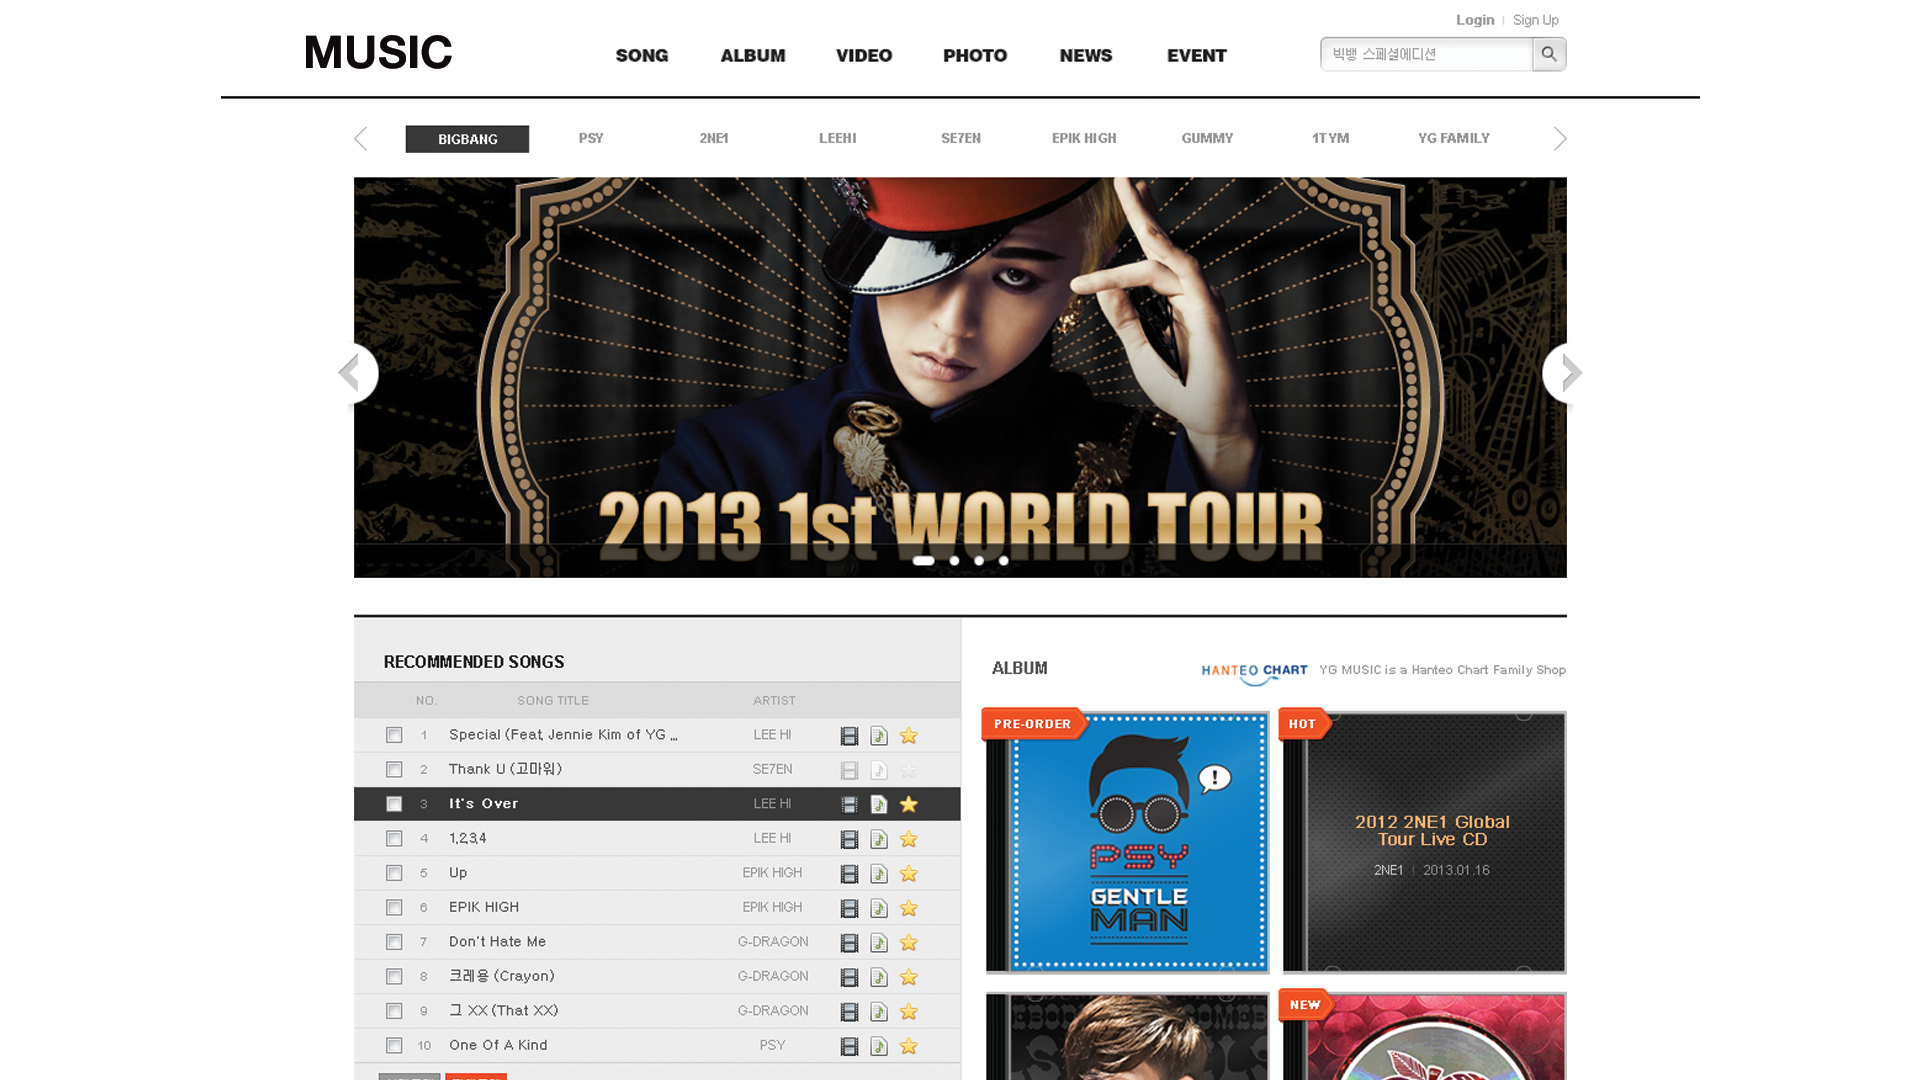 Login | Sign Up
MUSIC
SONG ALBUM VIDEO PHOTO NEWS EVENT
빅뱅 스페셜에디션
BIGBANG PSY 2NE1 LEEHI SE7EN EPIK HIGH GUMMY 1TYM YG FAMILY
2013 1st WORLD TOUR
RECOMMENDED SONGS
NO. SONG TITLE ARTIST
1 Special (Feat, Jennie Kim of YG ... LEE HI
2 Thank U (고마워) SE7EN
3 It's Over LEE HI
4 1,2,3,4 LEE HI
5 Up EPIK HIGH
6 EPIK HIGH EPIK HIGH
7 Don't Hate Me G-DRAGON
8 크레용 (Crayon) G-DRAGON
9 그 XX (That XX) G-DRAGON
10 One Of A Kind PSY
ALBUM
HANTEO CHART YG MUSIC is a Hanteo Chart Family Shop
PRE-ORDER
!
PSY
GENTLE
MAN
HOT
2012 2NE1 Global
Tour Live CD
2NE1 | 2013.01.16
NEW